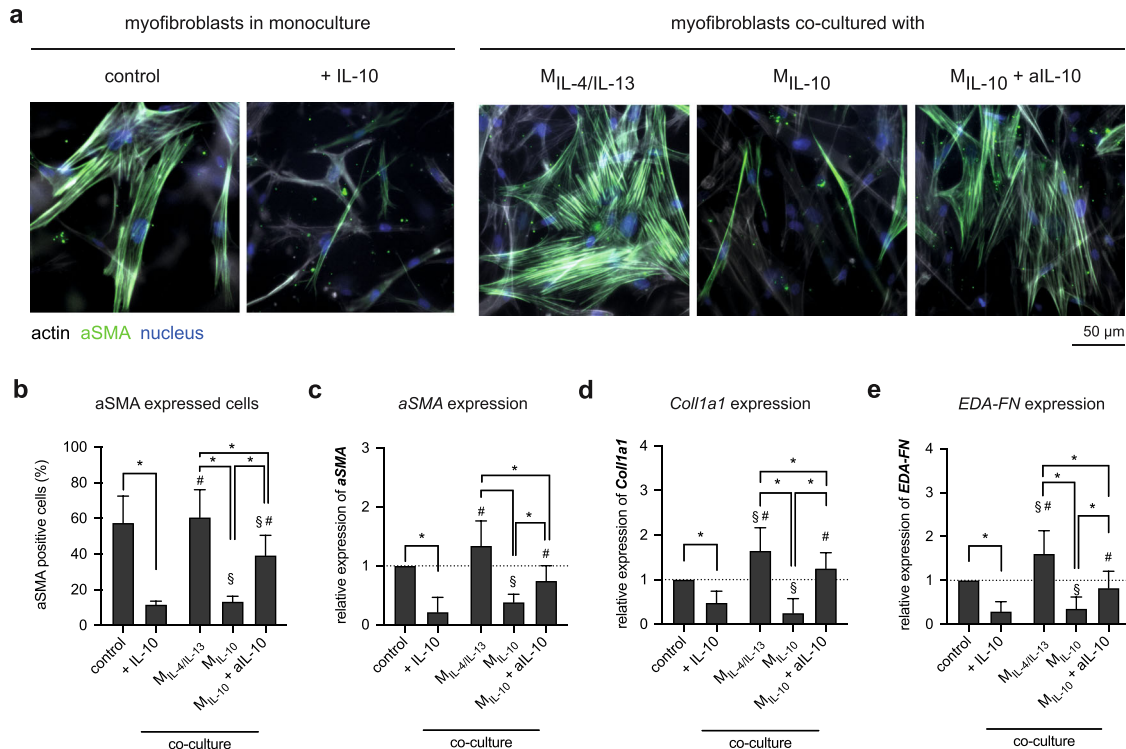 a
myofibroblasts in monoculture
myofibroblasts co-cultured with
control
+ IL-10
MIL-4/IL-13
MIL-10
MIL-10 + aIL-10
actin aSMA nucleus
50 µm
b
aSMA expressed cells
aSMA positive cells (%)
100
80
60
40
20
0
*
#
*
*
*
§
§ #
control
+ IL-10
MIL-4/IL-13
MIL-10
MIL-10 + aIL-10
co-culture
c
aSMA expression
relative expression of aSMA
3
2
1
0
*
#
*
*
§
#
control
+ IL-10
MIL-4/IL-13
MIL-10
MIL-10 + aIL-10
co-culture
d
Coll1a1 expression
relative expression of Coll1a1
4
3
2
1
0
*
§ #
*
*
*
§
#
control
+ IL-10
MIL-4/IL-13
MIL-10
MIL-10 + aIL-10
co-culture
e
EDA-FN expression
relative expression of EDA-FN
4
3
2
1
0
*
§ #
*
*
*
§
#
control
+ IL-10
MIL-4/IL-13
MIL-10
MIL-10 + aIL-10
co-culture